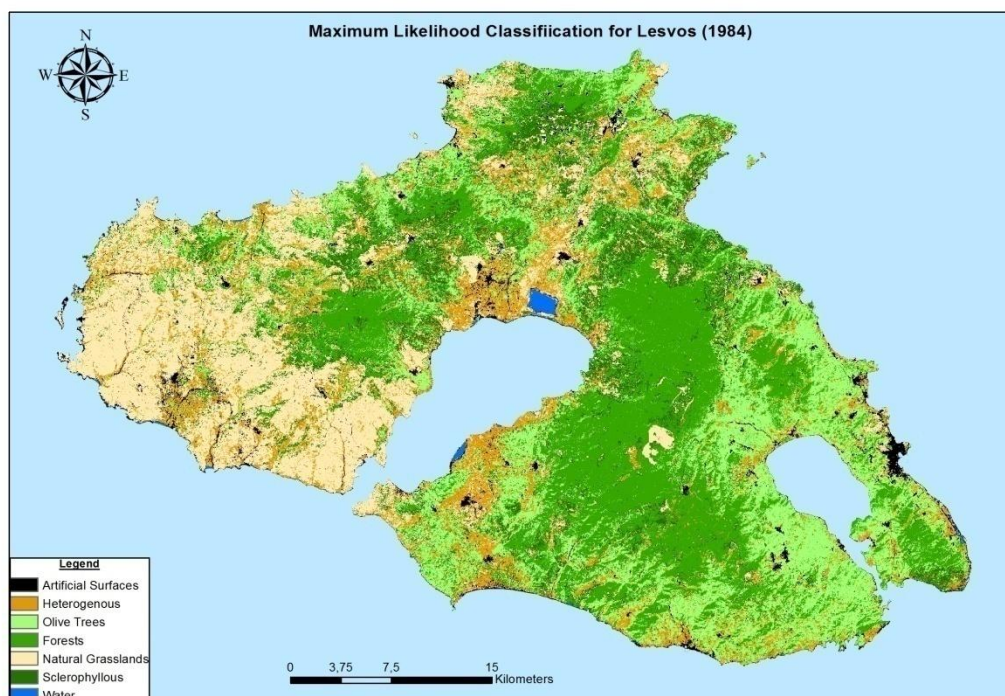 Maximum Likelihood Classifiication for Lesvos (1984)
N
W E
S
Legend
Artificial Surfaces
Heterogenous
Olive Trees
Forests
Natural Grasslands
Sclerophyllous
Water
0 3,75 7,5 15
Kilometers